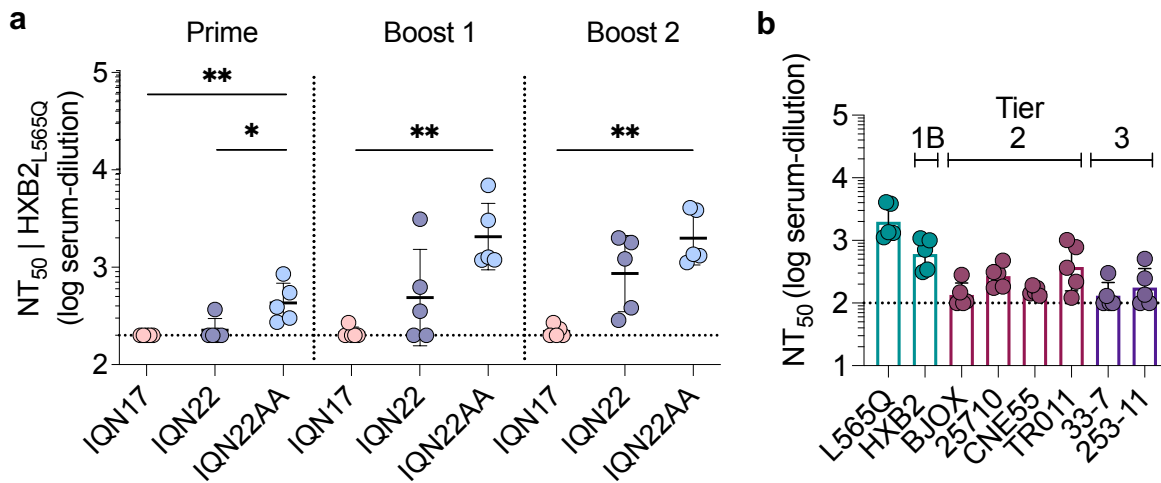 a
Prime
Boost 1
Boost 2
NT50 | HXB2L565Q
(log serum-dilution)
5
4
3
2
**
*
**
**
IQN17
IQN22
IQN22AA
IQN17
IQN22
IQN22AA
IQN17
IQN22
IQN22AA
b
Tier
1B
2
3
NT50 (log serum-dilution)
5
4
3
2
1
L565Q
HXB2
BJOX
25710
CNE55
TR011
33-7
253-11